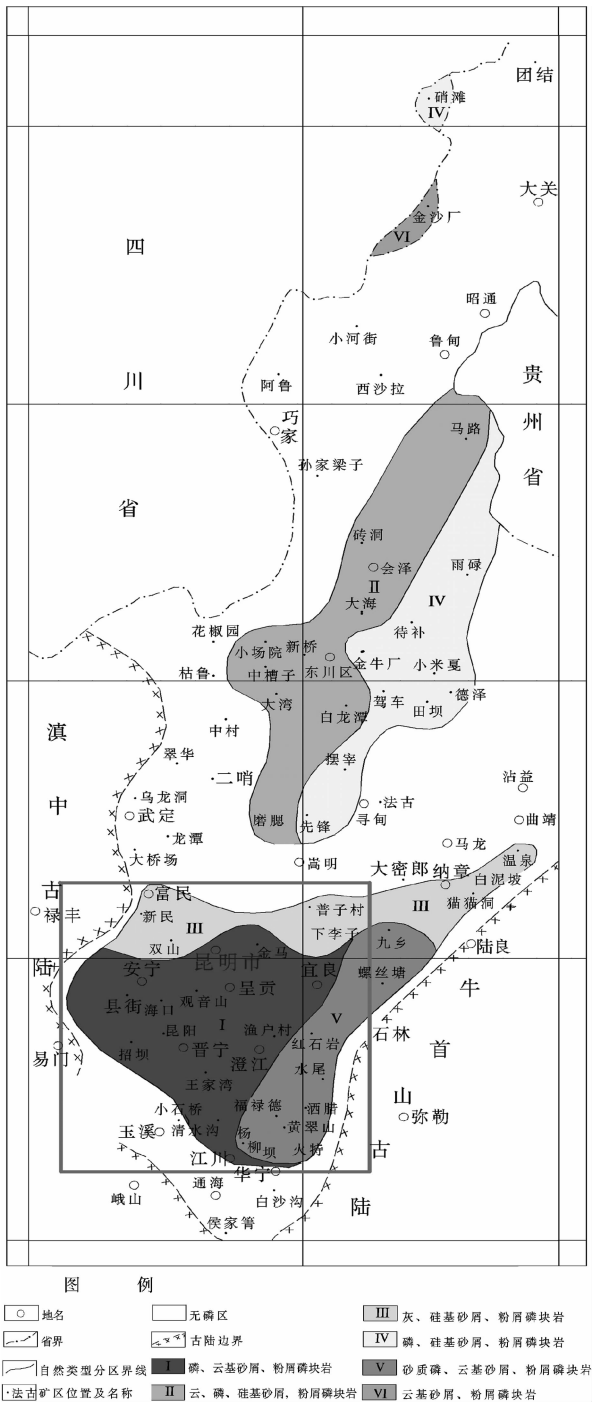 团结
硝滩
IV
大关
金沙厂
VI
四
川
省
昭通
小河街
鲁甸
贵
州
省
阿鲁
西沙拉
巧家
马路
孙家梁子
砖洞
会泽
雨碌
II
IV
大海
待补
花椒园
小场院
新桥
金牛厂
小米戛
枯鲁
中槽子
东川区
大湾
驾车
德泽
白龙潭
田坝
滇
中
古
陆
中村
翠华
摆宰
二哨
沾益
乌龙洞
法古
武定
磨腮
先锋
寻甸
曲靖
龙潭
马龙
大桥场
嵩明
大密郎
纳章
温泉
白泥坡
富民
禄丰
新民
普子村
III
猫猫洞
III
下李子
九乡
陆良
双山
金马
昆明市
安宁
呈贡
宜良
螺丝塘
牛
首
山
古
陆
县街
海口
观音山
I
V
昆阳
渔户村
红石岩
石林
易门
招坝
晋宁
澄江
水尾
王家湾
小石桥
福禄德
洒腊
弥勒
玉溪
清水沟
杨柳坝
黄翠山
火特
江川
华宁
峨山
通海
白沙沟
侯家箐
图 例
地名
无磷区
III 灰、硅基砂屑、粉屑磷块岩
省界
古陆边界
IV 磷、硅基砂屑、粉屑磷块岩
自然类型分区界线
I 磷、云基砂屑、粉屑磷块岩
V 砂质磷、云基砂屑、粉屑磷块岩
法古 矿区位置及名称
II 云、磷、硅基砂屑,粉屑磷块岩
VI 云基砂屑、粉屑磷块岩